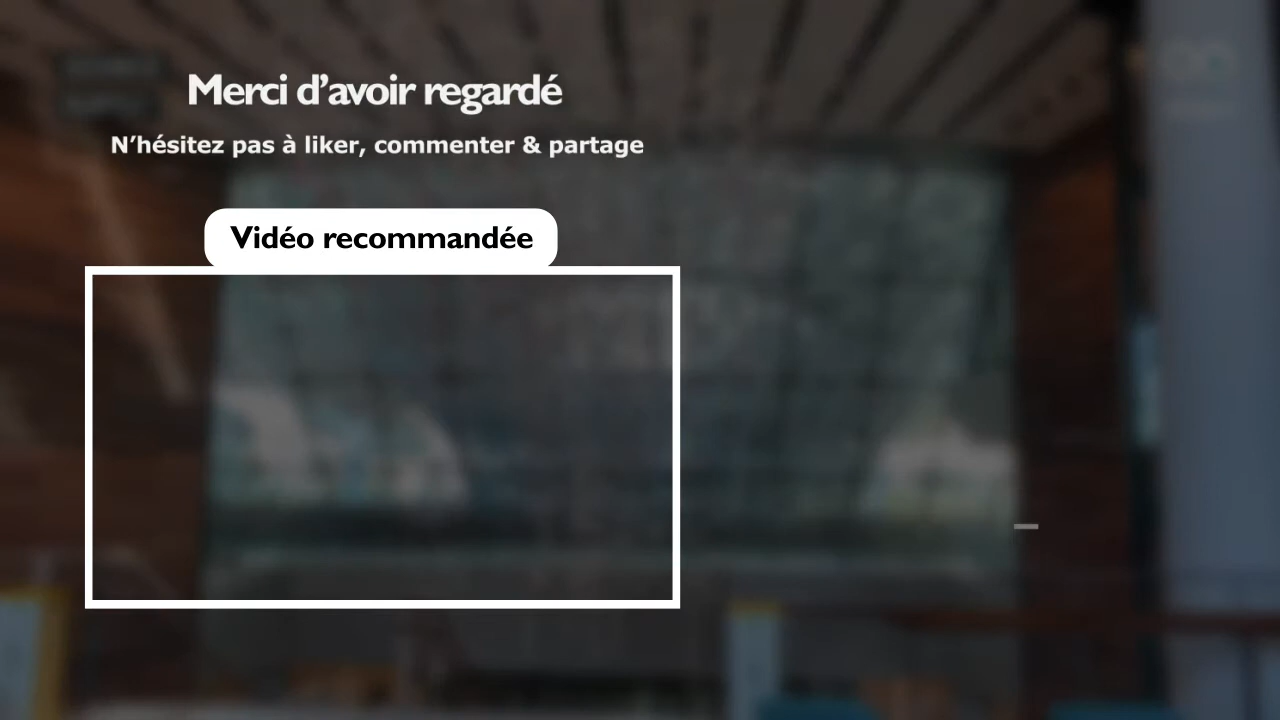 Merci d’avoir regardé
N’hésitez pas à liker, commenter & partage
Vidéo recommandée